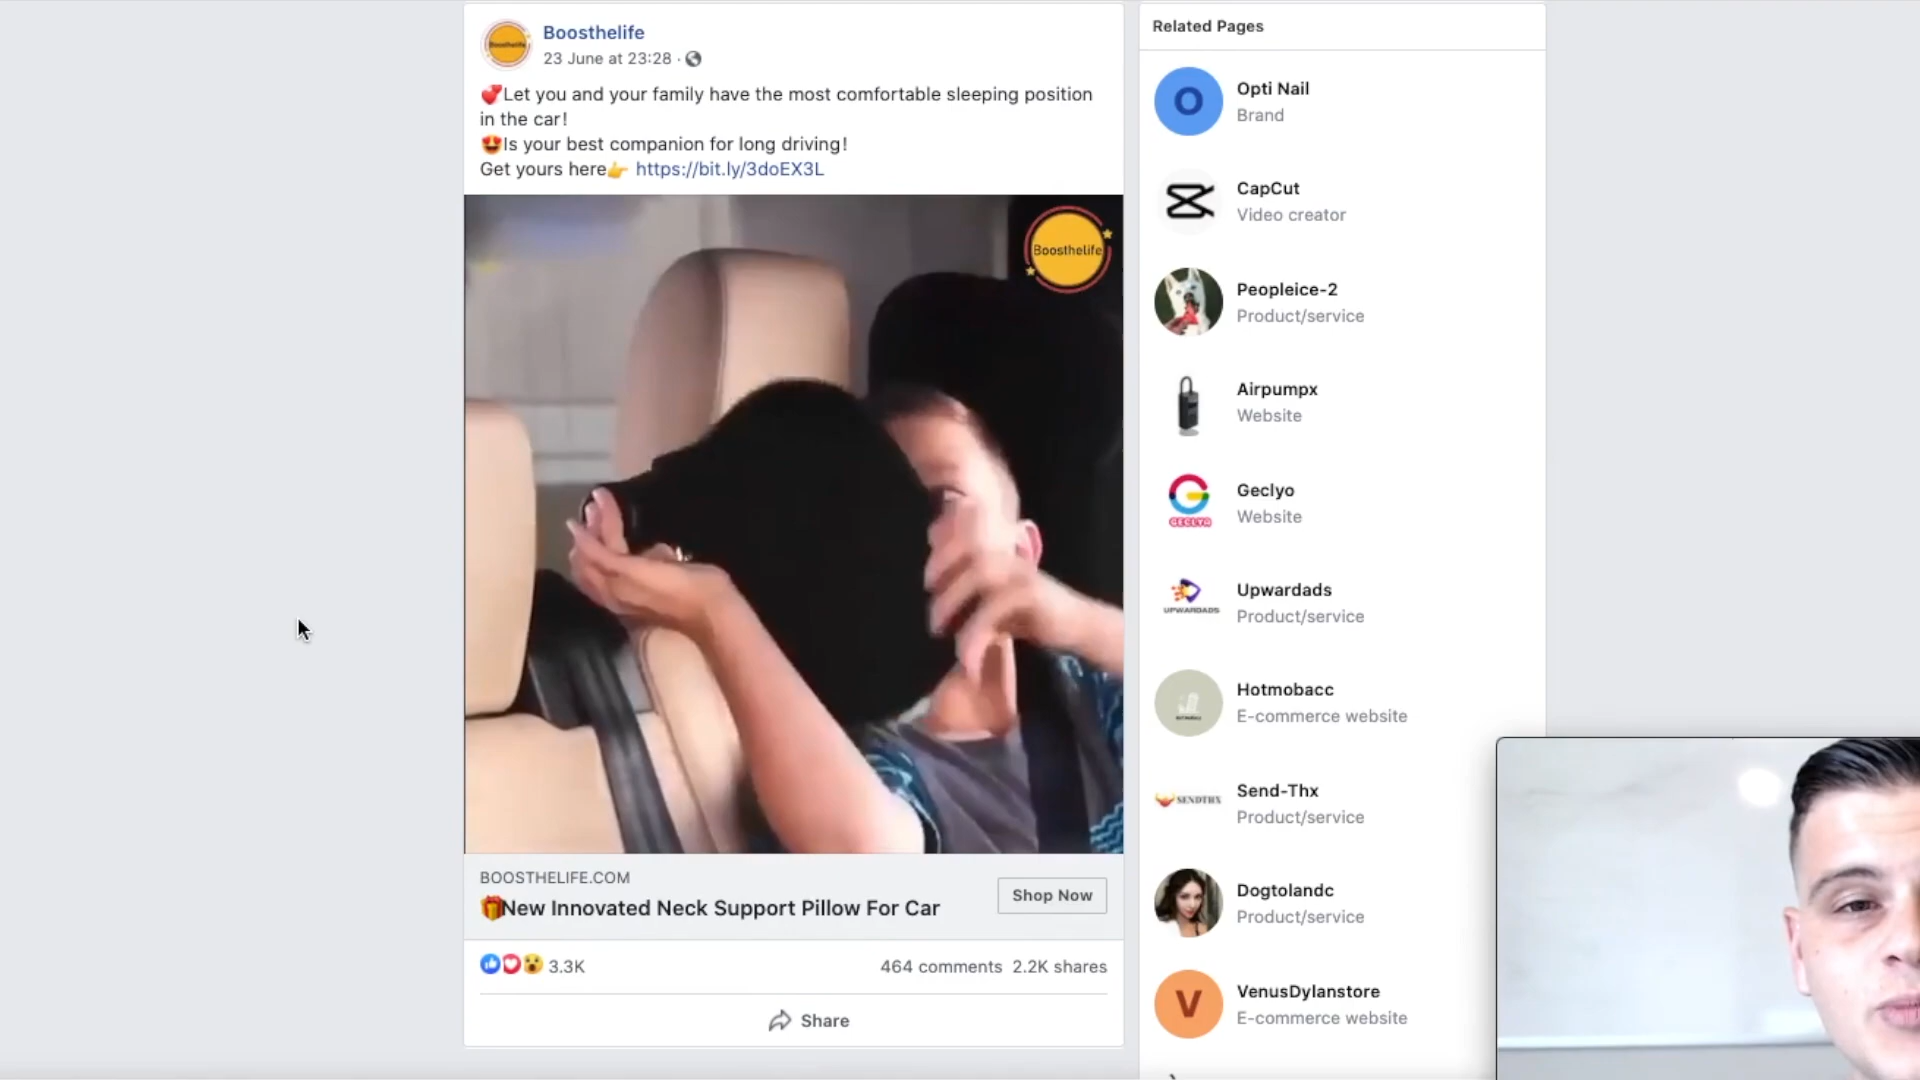 Boosthelife
Boosthelife
23 June at 23:28 ·
Let you and your family have the most comfortable sleeping position
in the car!
Is your best companion for long driving!
Get yours here https://bit.ly/3doEX3L
Boosthelife
BOOSTHELIFE.COM
New Innovated Neck Support Pillow For Car
Shop Now
3.3K
464 comments 2.2K shares
Share
Related Pages
O
Opti Nail
Brand
CapCut
Video creator
Peopleice-2
Product/service
Airpumpx
Website
GECLYA
Geclyo
Website
UPWARDADS
Upwardads
Product/service
Hotmobacc
E-commerce website
SENDTHX
Send-Thx
Product/service
Dogtolandc
Product/service
V
VenusDylanstore
E-commerce website